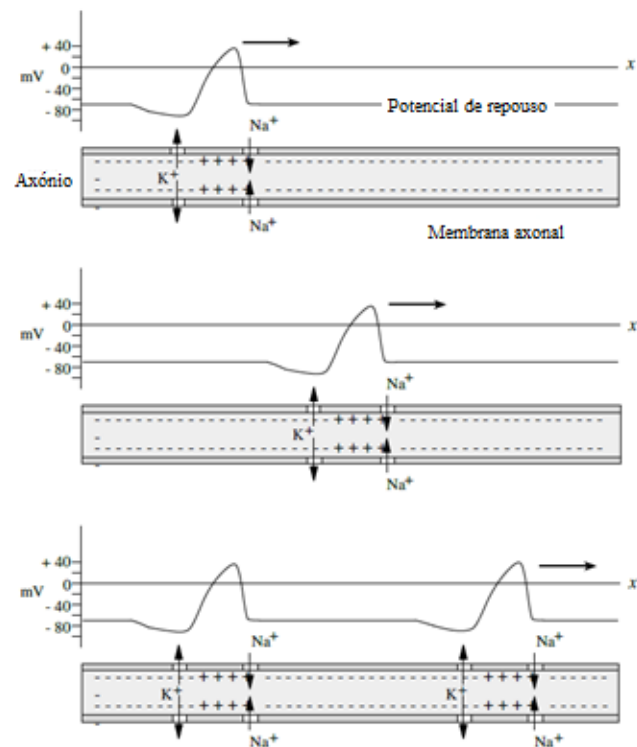 + 40
0
mV
- 40
- 80
x
Potencial de repouso
Na⁺
Axónio
K⁺
+ + + +
+ + + +
Na⁺
Membrana axonal
+ 40
0
mV
- 40
- 80
x
Na⁺
K⁺
+ + + +
+ + + +
Na⁺
+ 40
0
mV
- 40
- 80
x
Na⁺
Na⁺
K⁺
+ + + +
+ + + +
K⁺
+ + + +
+ + + +
Na⁺
Na⁺